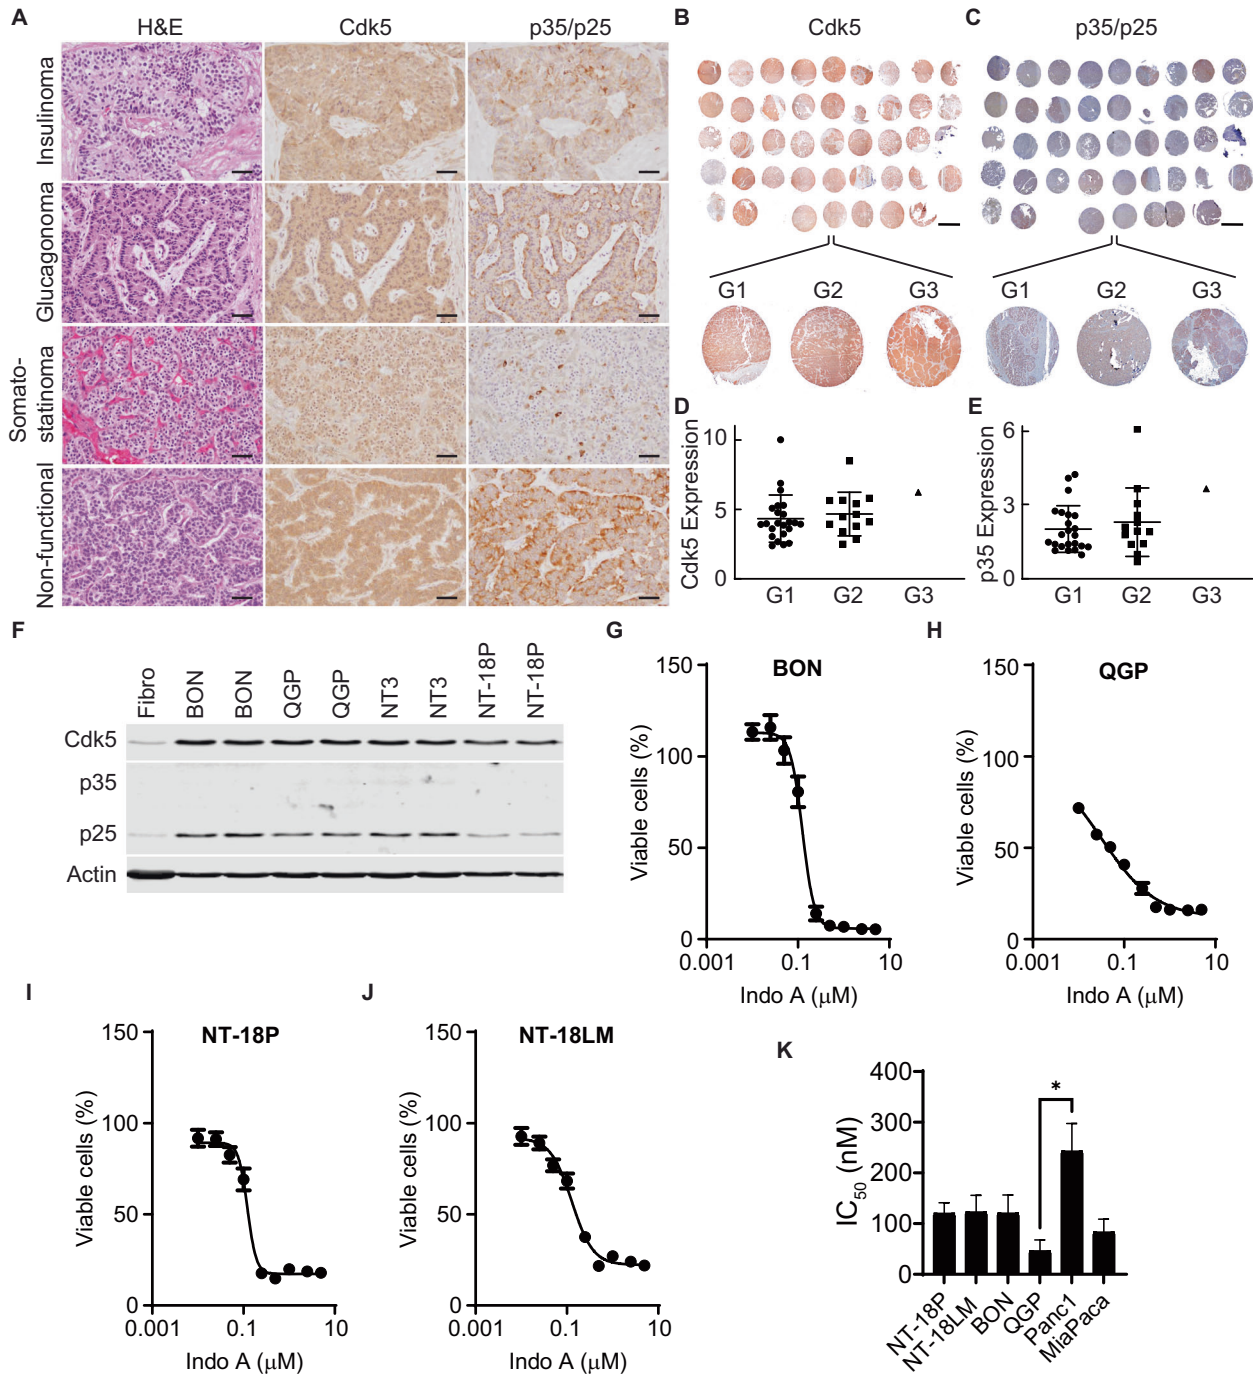 A
H&E
Cdk5
p35/p25
Insulinoma
Glucagonoma
Somato-
statinoma
Non-functional
B
Cdk5
G1
G2
G3
C
p35/p25
G1
G2
G3
D
Cdk5 Expression
10
5
0
G1
G2
G3
E
p35 Expression
6
3
0
G1
G2
G3
F
Fibro
BON
BON
QGP
QGP
NT3
NT3
NT-18P
NT-18P
Cdk5
p35
p25
Actin
G
BON
Viable cells (%)
150
100
50
0
0.001
0.1
10
Indo A (μM)
H
QGP
Viable cells (%)
150
100
50
0
0.001
0.1
10
Indo A (μM)
I
NT-18P
Viable cells (%)
150
100
50
0
0.001
0.1
10
Indo A (μM)
J
NT-18LM
Viable cells (%)
150
100
50
0
0.001
0.1
10
Indo A (μM)
K
IC50 (nM)
400
300
200
100
0
*
NT-18P
NT-18LM
BON
QGP
Panc1
MiaPaca